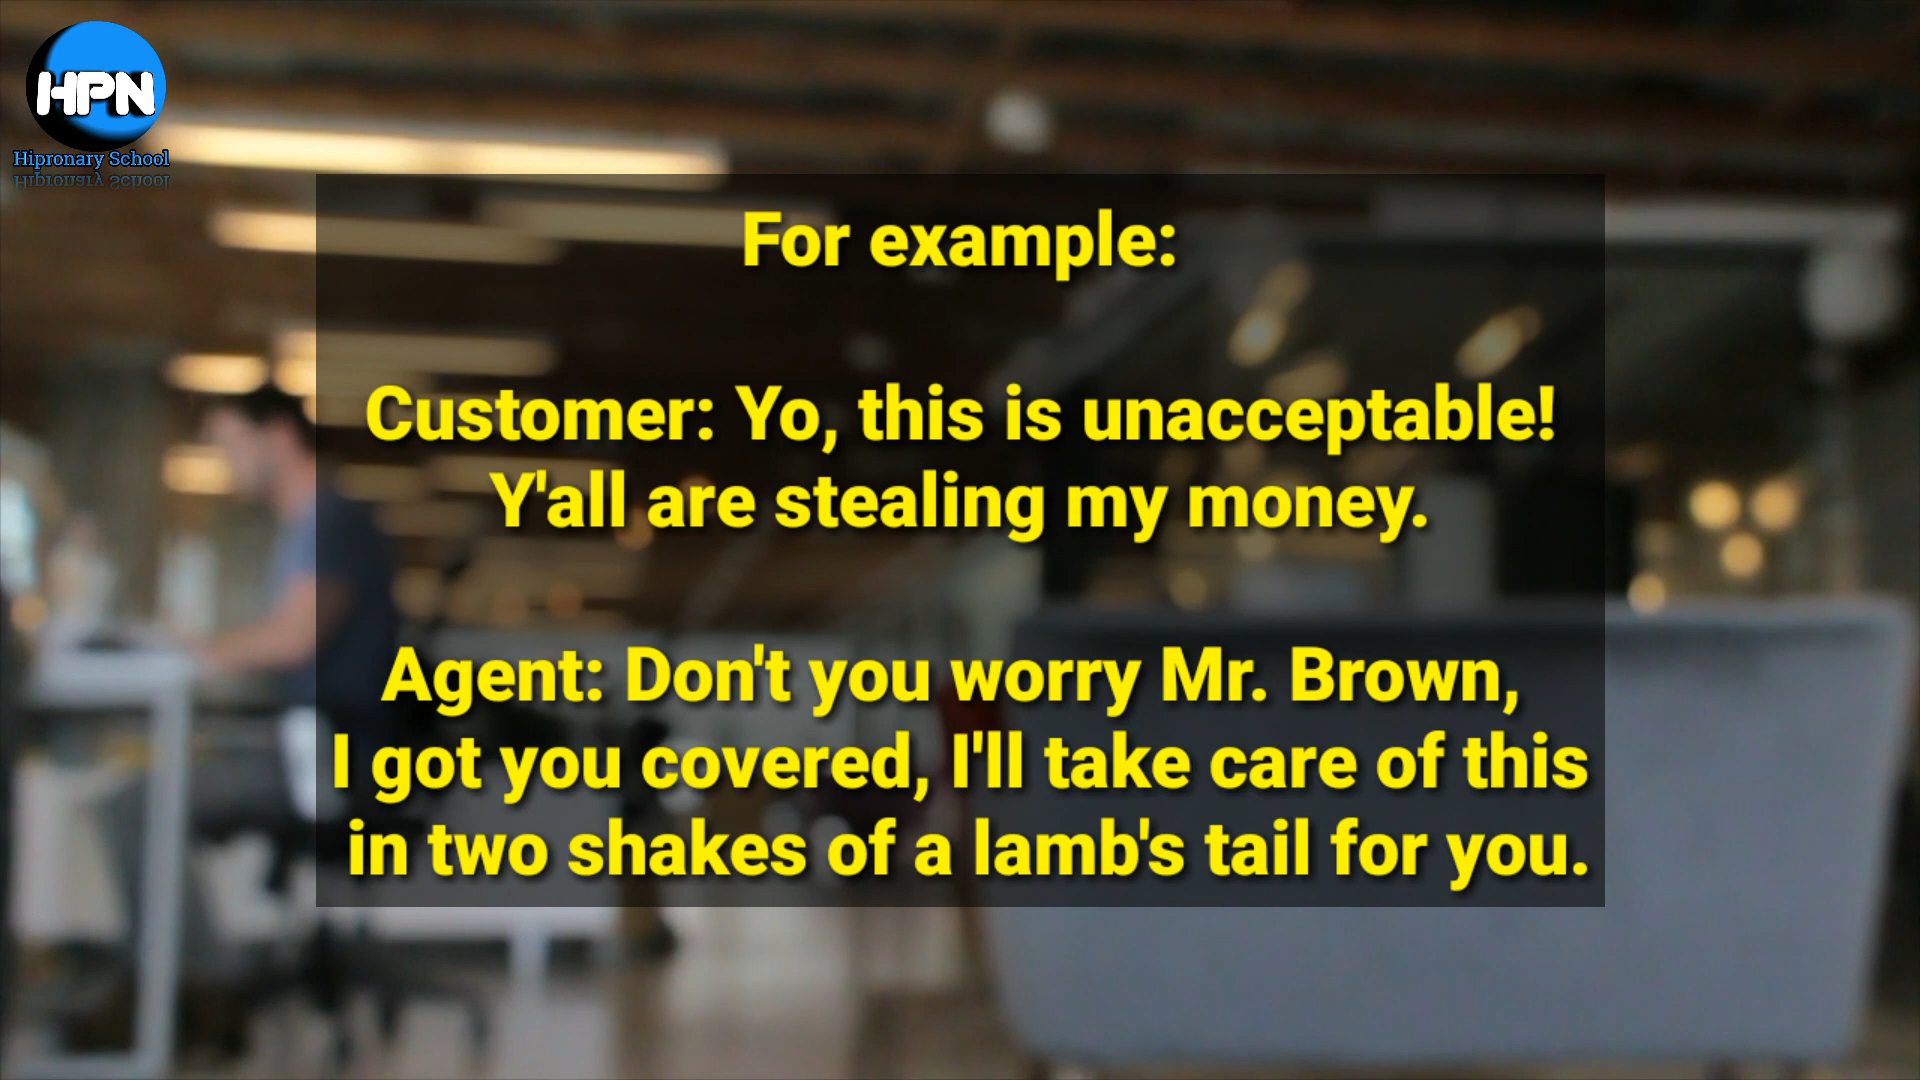 HPN
Hipronary School
For example:
Customer: Yo, this is unacceptable!
Y'all are stealing my money.
Agent: Don't you worry Mr. Brown,
I got you covered, I'll take care of this
in two shakes of a lamb's tail for you.